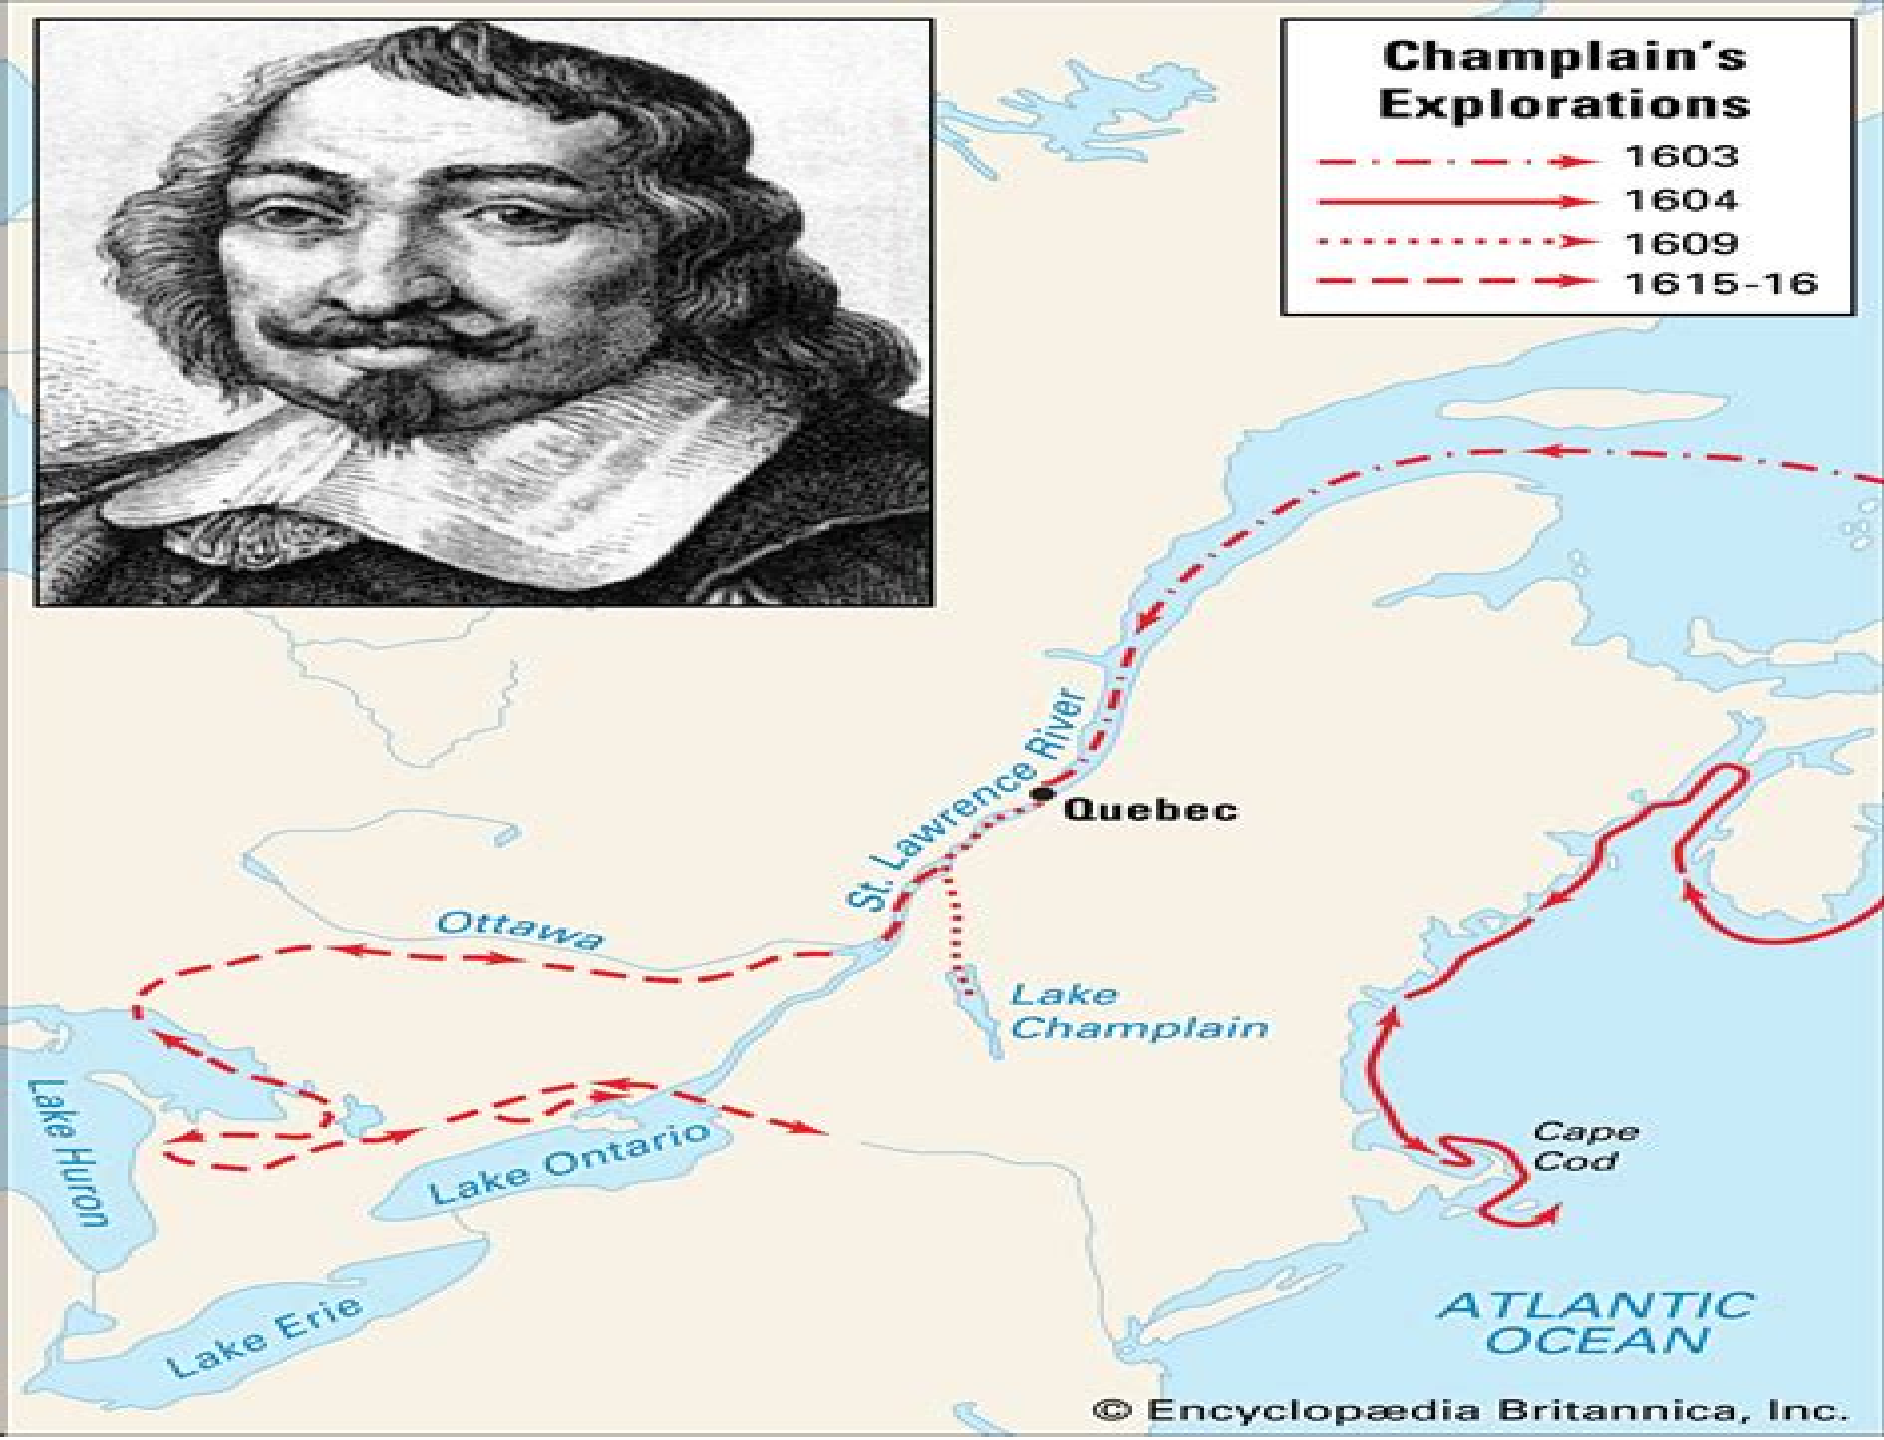 Champlain's
Explorations
1603
1604
1609
1615-16
St. Lawrence River
Quebec
Ottawa
Lake
Champlain
Lake Huron
Lake Ontario
Cape
Cod
Lake Erie
ATLANTIC
OCEAN
© Encyclopædia Britannica, Inc.